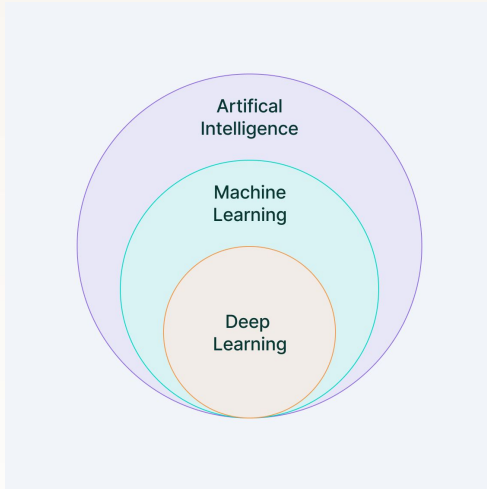 Artifical
Intelligence
Machine
Learning
Deep
Learning